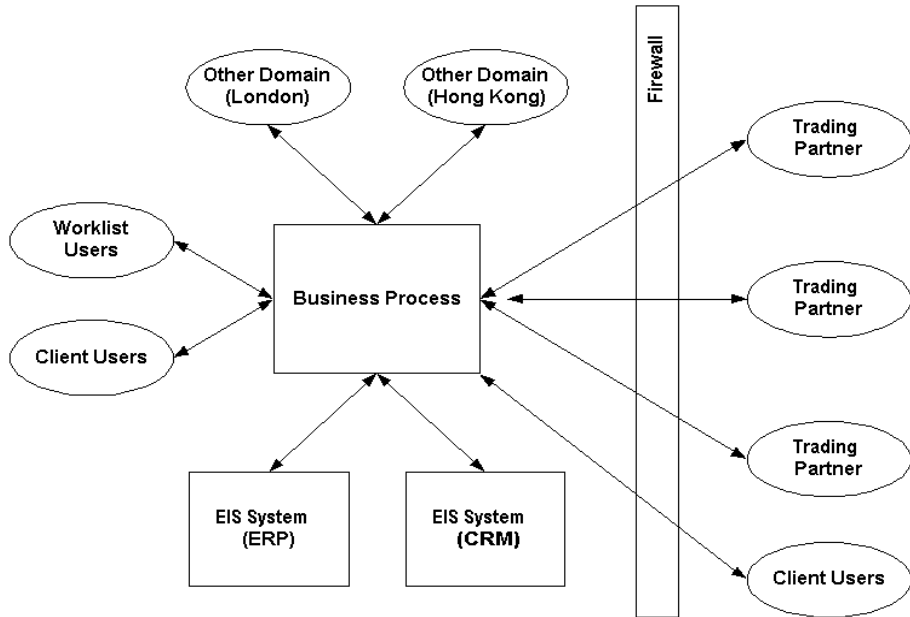 Other Domain
(London)
Other Domain
(Hong Kong)
Firewall
Trading
Partner
Worklist
Users
Business Process
Trading
Partner
Client Users
Trading
Partner
EIS System
(ERP)
EIS System
(CRM)
Client Users